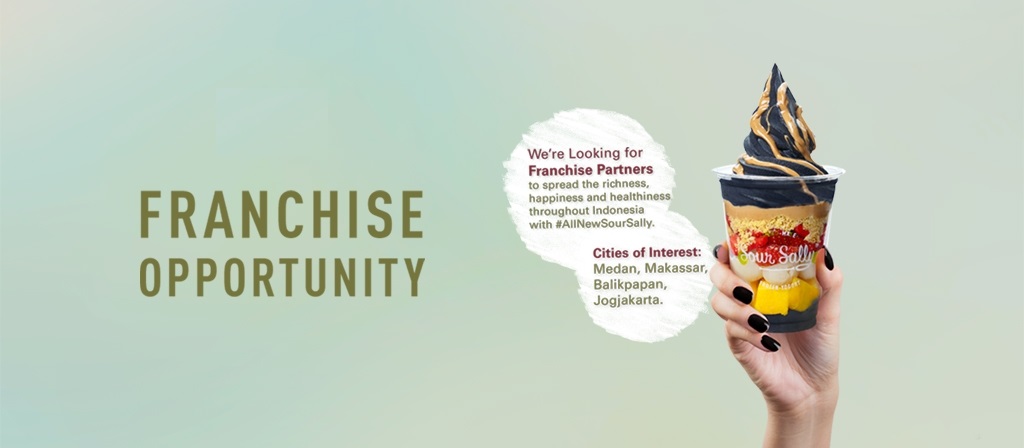 FRANCHISE
OPPORTUNITY
We're Looking for
Franchise Partners
to spread the richness,
happiness and healthiness
throughout Indonesia
with #AllNewSourSally.
Cities of Interest:
Medan, Makassar,
Balikpapan,
Jogjakarta.
Sour Sally